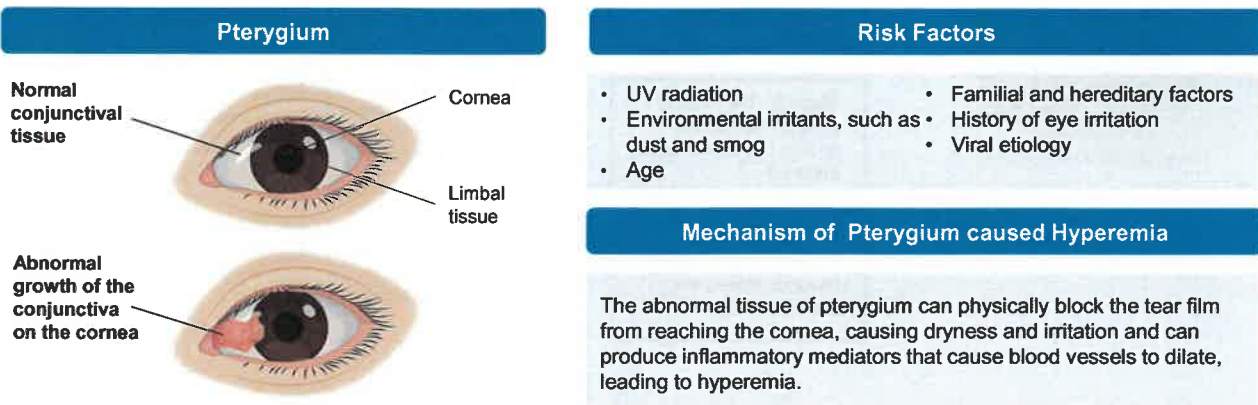 Pterygium
Normal
conjunctival
tissue
Cornea
Limbal
tissue
Abnormal
growth of the
conjunctiva
on the cornea
Risk Factors
• UV radiation
• Environmental irritants, such as
dust and smog
• Age
• Familial and hereditary factors
• History of eye irritation
• Viral etiology
Mechanism of Pterygium caused Hyperemia
The abnormal tissue of pterygium can physically block the tear film
from reaching the cornea, causing dryness and irritation and can
produce inflammatory mediators that cause blood vessels to dilate,
leading to hyperemia.